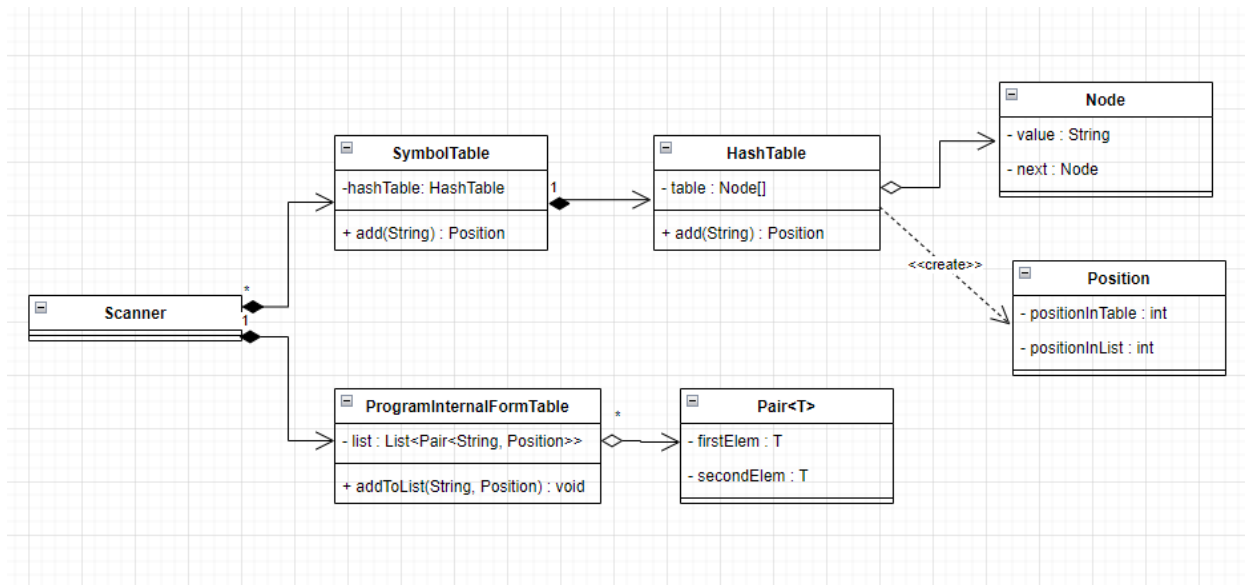 Node
- value : String
- next : Node
SymbolTable
-hashTable: HashTable
+ add(String) : Position
1
HashTable
- table : Node[]
+ add(String) : Position
<<create>>
Position
- positionInTable : int
- positionInList : int
Scanner
*
1
ProgramInternalFormTable
- list : List<Pair<String, Position>>
+ addToList(String, Position) : void
*
Pair<T>
- firstElem : T
- secondElem : T